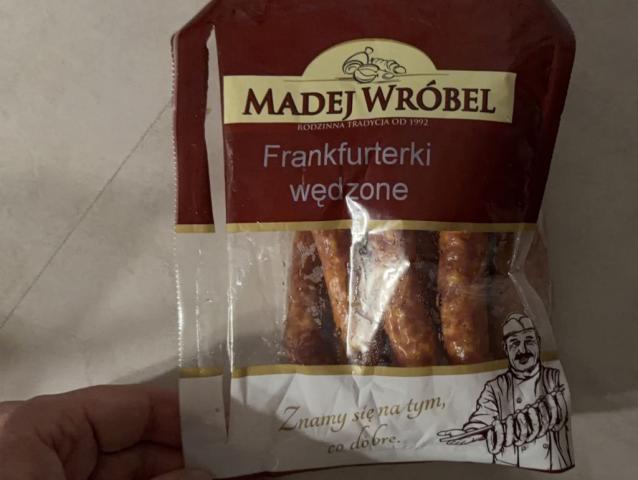 MADEJ WRÓBEL
RODZINNA TRADYCJA OD 1992
Frankfurterki
wędzone
Znamy się na tym,
co dobre.